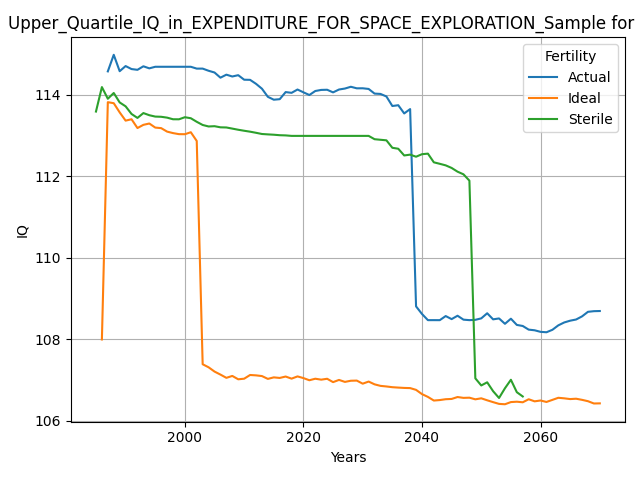 Upper_Quartile_IQ_in_EXPENDITURE_FOR_SPACE_EXPLORATION_Sample for
Fertility
Actual
Ideal
Sterile
IQ
114
112
110
108
106
2000
2020
2040
2060
Years